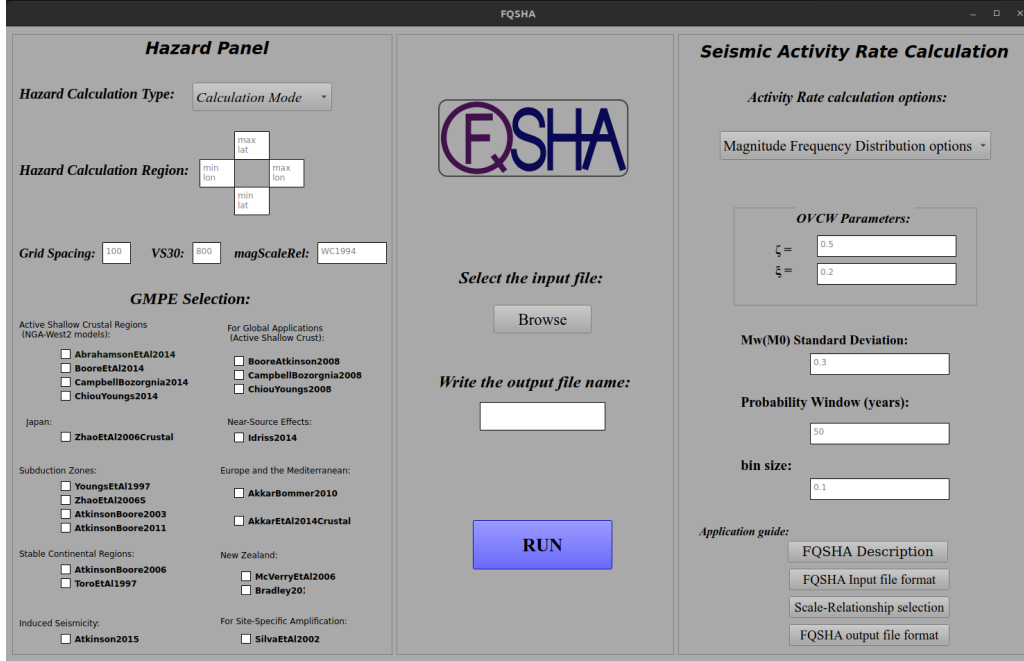 FQSHA
Hazard Panel
Hazard Calculation Type:
Calculation Mode
Hazard Calculation Region:
max
lat
min
lon
max
lon
min
lat
Grid Spacing:
100
VS30:
800
magScaleRel:
WC1994
GMPE Selection:
Active Shallow Crustal Regions
(NGA-West2 models):
AbrahamsonEtAl2014
BooreEtAl2014
CampbellBozorgnia2014
ChiouYoungs2014
For Global Applications
(Active Shallow Crust):
BooreAtkinson2008
CampbellBozorgnia2008
ChiouYoungs2008
Japan:
ZhaoEtAl2006Crustal
Near-Source Effects:
Idriss2014
Subduction Zones:
YoungsEtAl1997
ZhaoEtAl2006S
AtkinsonBoore2003
AtkinsonBoore2011
Europe and the Mediterranean:
AkkarBommer2010
AkkarEtAl2014Crustal
Stable Continental Regions:
AtkinsonBoore2006
ToroEtAl1997
New Zealand:
McVerryEtAl2006
Induced Seismicity:
Atkinson2015
For Site-Specific Amplification:
SilvaEtAl2002
FQSHA
Select the input file:
Browse
Write the output file name:
RUN
Seismic Activity Rate Calculation
Activity Rate calculation options:
Magnitude Frequency Distribution options
OVCW Parameters:
ζ =
0.5
ξ =
0.2
Mw(M0) Standard Deviation:
0.3
Probability Window (years):
50
bin size:
0.1
Application guide:
FQSHA Description
FQSHA Input file format
Scale-Relationship selection
FQSHA output file format